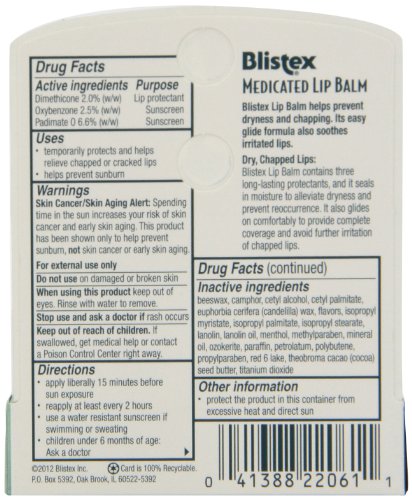 Drug Facts
Active ingredients Purpose
Dimethicone 2.0% (w/w) Lip protectant
Oxybenzone 2.5% (w/w) Sunscreen
Padimate O 6.6% (w/w) Sunscreen
Uses
• temporarily protects and helps
relieve chapped or cracked lips
• helps prevent sunburn
Warnings
Skin Cancer/Skin Aging Alert: Spending
time in the sun increases your risk of skin
cancer and early skin aging. This product
has been shown only to help prevent
sunburn, not skin cancer or early skin aging.
For external use only
Do not use on damaged or broken skin
When using this product keep out of
eyes. Rinse with water to remove.
Stop use and ask a doctor if rash occurs
Keep out of reach of children. If
swallowed, get medical help or contact
a Poison Control Center right away.
Directions
• apply liberally 15 minutes before
sun exposure
• reapply at least every 2 hours
• use a water resistant sunscreen if
swimming or sweating
• children under 6 months of age:
Ask a doctor
©2012 Blistex Inc. Card is 100% Recyclable.
P.O. Box 5392, Oak Brook, IL 60522-5392
Blistex®
MEDICATED LIP BALM
Blistex Lip Balm helps prevent
dryness and chapping. Its easy
glide formula also soothes
irritated lips.
Dry, Chapped Lips:
Blistex Lip Balm contains three
long-lasting protectants, and it seals
in moisture to alleviate dryness and
prevent reoccurrence. It also glides
on comfortably to provide complete
coverage and avoid further irritation
of chapped lips.
Drug Facts (continued)
Inactive ingredients
beeswax, camphor, cetyl alcohol, cetyl palmitate,
euphorbia cerifera (candelilla) wax, flavors, isopropyl
myristate, isopropyl palmitate, isopropyl stearate,
lanolin, lanolin oil, menthol, methylparaben, mineral
oil, ozokerite, paraffin, petrolatum, polybutene,
propylparaben, red 6 lake, theobroma cacao (cocoa)
seed butter, titanium dioxide
Other information
• protect the product in this container from
excessive heat and direct sun
0 41388 22061 1